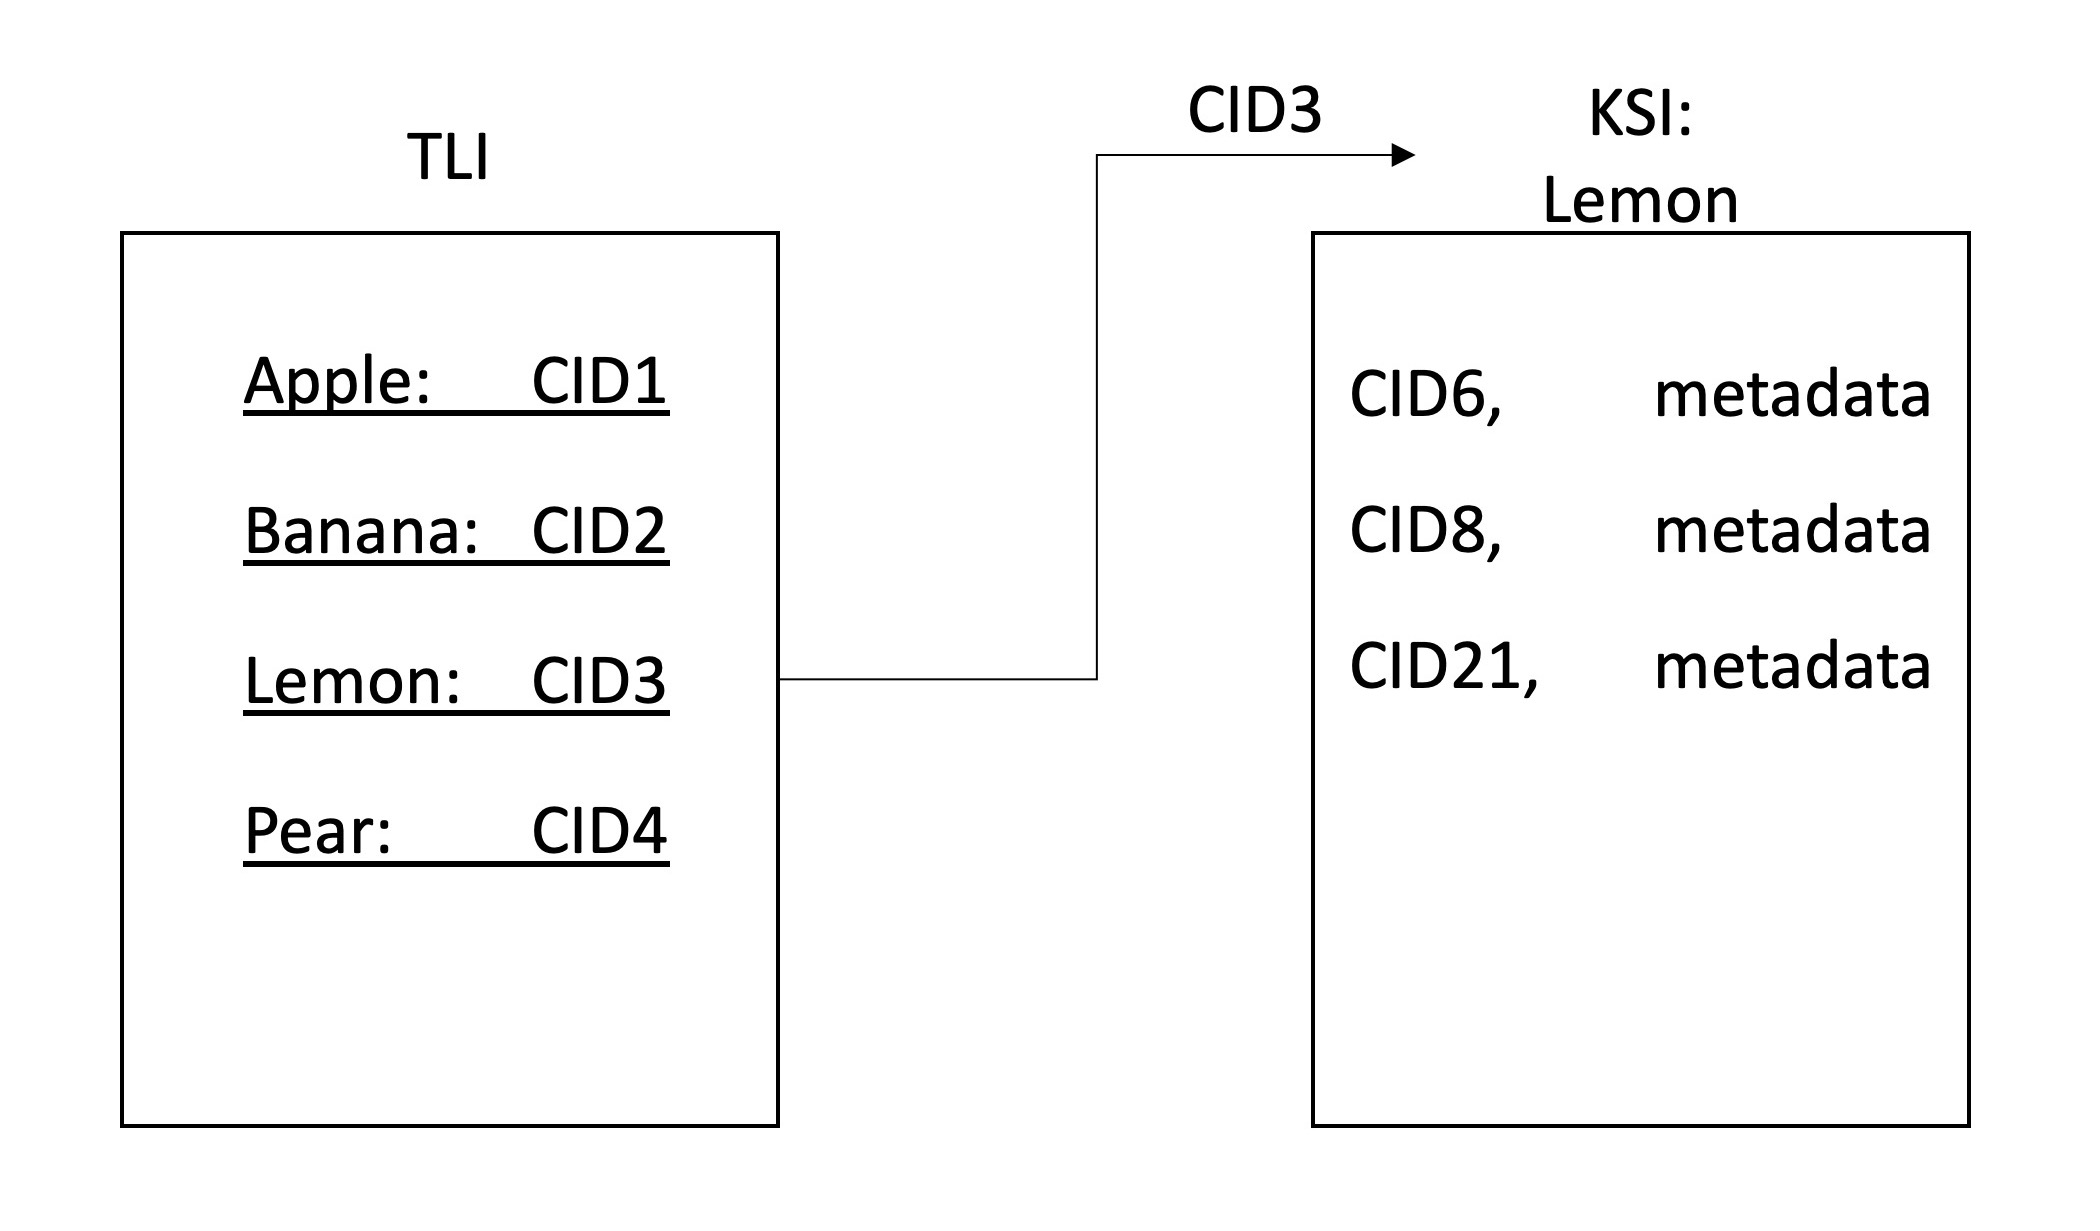 TLI
Apple: CID1
Banana: CID2
Lemon: CID3
Pear: CID4
CID3
KSI:
Lemon
CID6, metadata
CID8, metadata
CID21, metadata